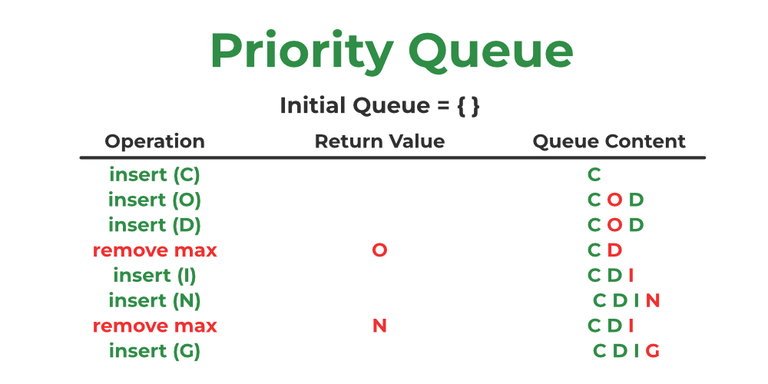 Priority Queue
Initial Queue = { }
Operation Return Value Queue Content
insert (C) C
insert (O) C O D
insert (D) C O D
remove max O C D
insert (I) C D I
insert (N) C D I N
remove max N C D I
insert (G) C D I G